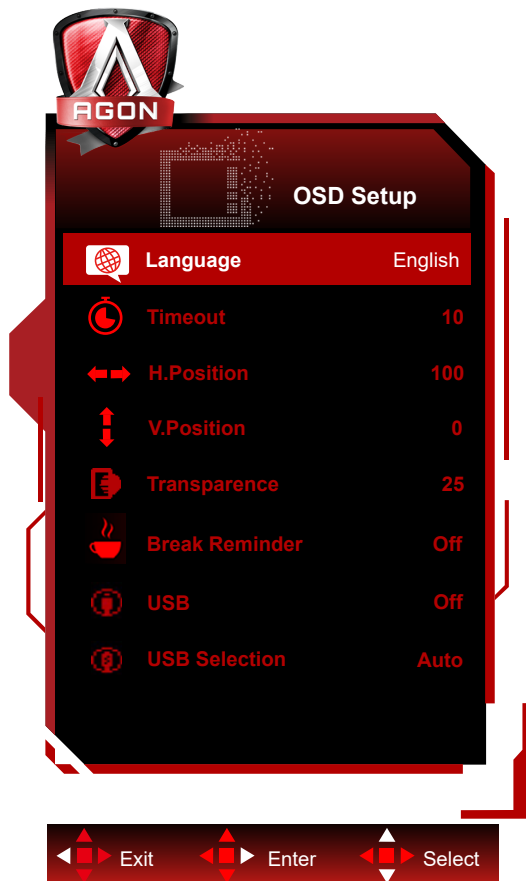 AGON
OSD Setup
Language English
Timeout 10
H.Position 100
V.Position 0
Transparence 25
Break Reminder Off
USB Off
USB Selection Auto
Exit Enter Select